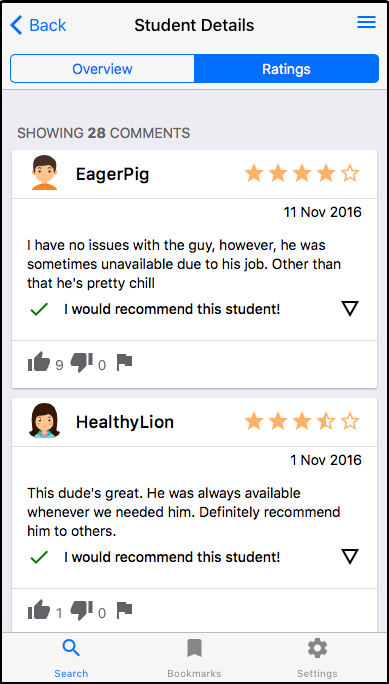 Back Student Details
Overview Ratings
SHOWING 28 COMMENTS
EagerPig
11 Nov 2016
I have no issues with the guy, however, he was
sometimes unavailable due to his job. Other than
that he's pretty chill
I would recommend this student!
9 0
HealthyLion
1 Nov 2016
This dude's great. He was always available
whenever we needed him. Definitely recommend
him to others.
I would recommend this student!
1 0
Search Bookmarks Settings